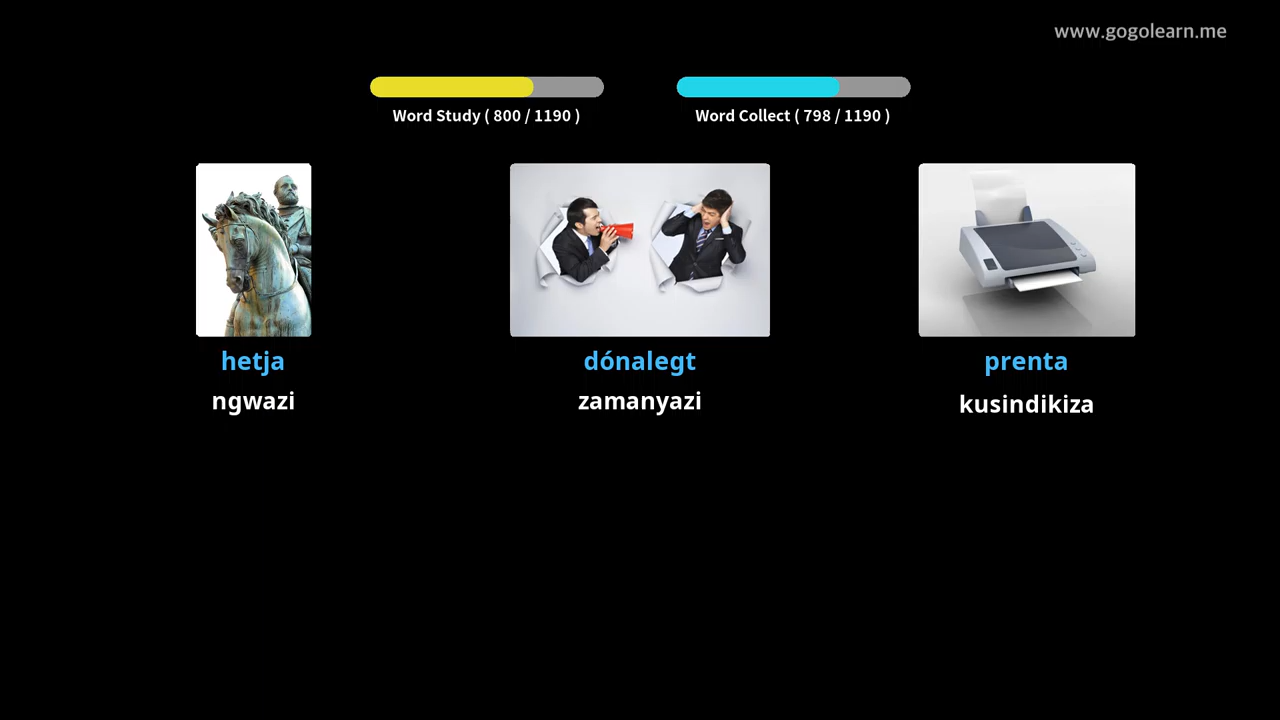 www.gogolearn.me
Word Study ( 800 / 1190 )
Word Collect ( 798 / 1190 )
hetja
dónalegt
prenta
ngwazi
zamanyazi
kusindikiza